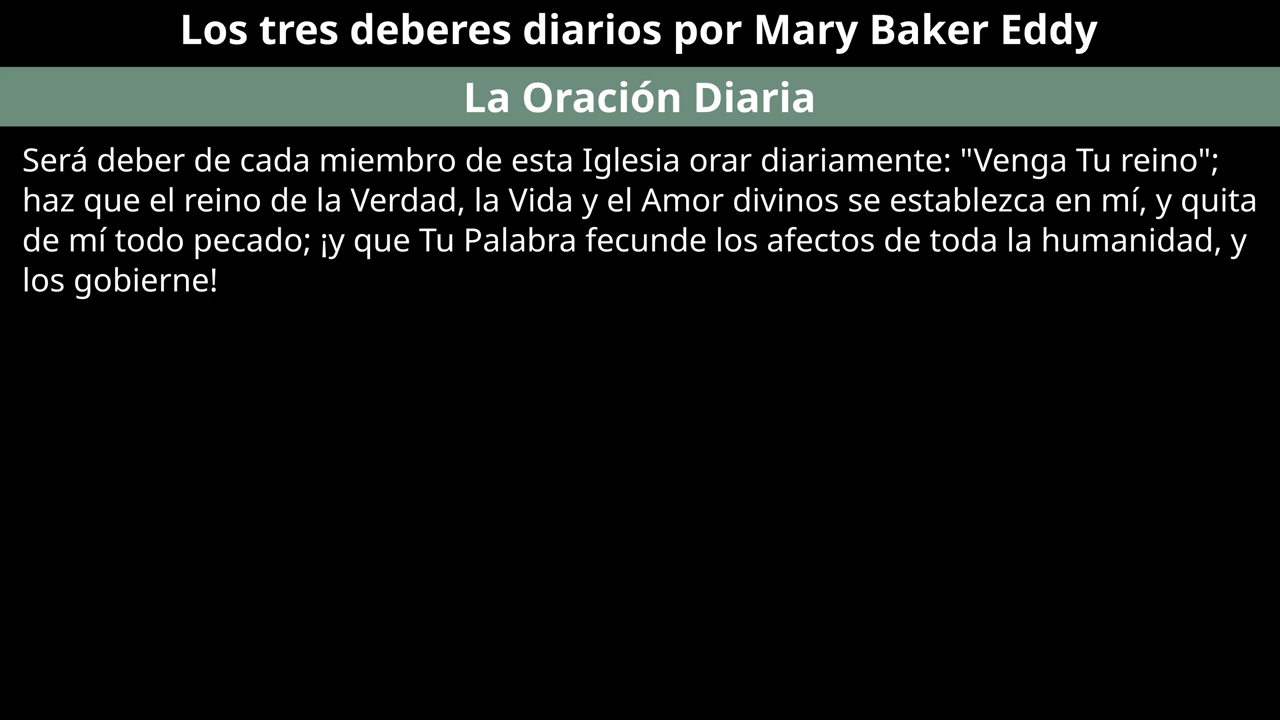 Los tres deberes diarios por Mary Baker Eddy
La Oración Diaria
Será deber de cada miembro de esta Iglesia orar diariamente: "Venga Tu reino";
haz que el reino de la Verdad, la Vida y el Amor divinos se establezca en mí, y quita
de mí todo pecado; ¡y que Tu Palabra fecunde los afectos de toda la humanidad, y
los gobierne!